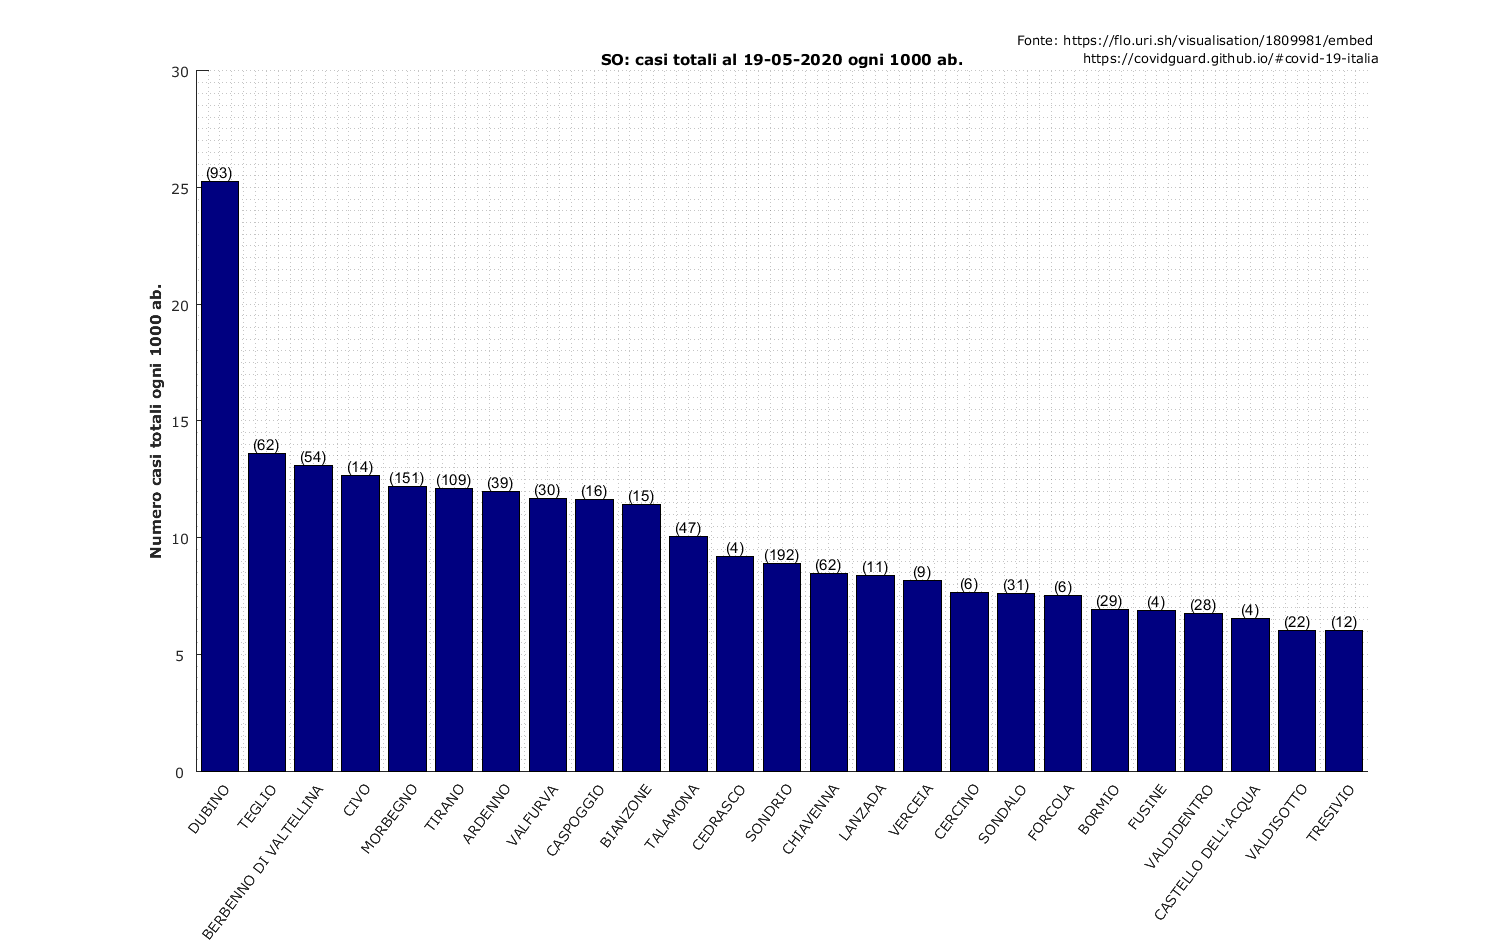 Fonte: https://flo.uri.sh/visualisation/1809981/embed
https://covidguard.github.io/#covid-19-italia
SO: casi totali al 19-05-2020 ogni 1000 ab.
Numero casi totali ogni 1000 ab.
30
25
20
15
10
5
0
(93)
(62)
(54)
(14)
(151)
(109)
(39)
(30)
(16)
(15)
(47)
(4)
(192)
(62)
(11)
(9)
(6)
(31)
(6)
(29)
(4)
(28)
(4)
(22)
(12)
DUBINO
TEGLIO
BERBENNO DI VALTELLINA
CIVO
MORBEGNO
TIRANO
ARDENNO
VALFURVA
CASPOGGIO
BIANZONE
TALAMONA
CEDRASCO
SONDRIO
CHIAVENNA
LANZADA
VERCEIA
CERCINO
SONDALO
FORCOLA
BORMIO
FUSINE
VALDIDENTRO
CASTELLO DELL'ACQUA
VALDISOTTO
TRESIVIO